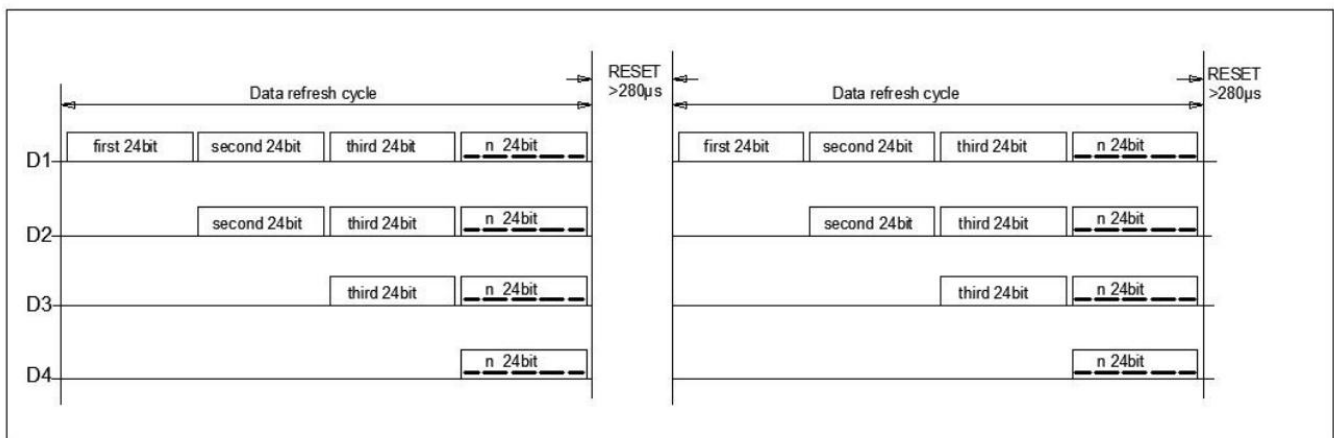 RESET
>280µs
RESET
>280µs
Data refresh cycle
Data refresh cycle
D1
first 24bit
second 24bit
third 24bit
n 24bit
first 24bit
second 24bit
third 24bit
n 24bit
D2
second 24bit
third 24bit
n 24bit
second 24bit
third 24bit
n 24bit
D3
third 24bit
n 24bit
third 24bit
n 24bit
D4
n 24bit
n 24bit